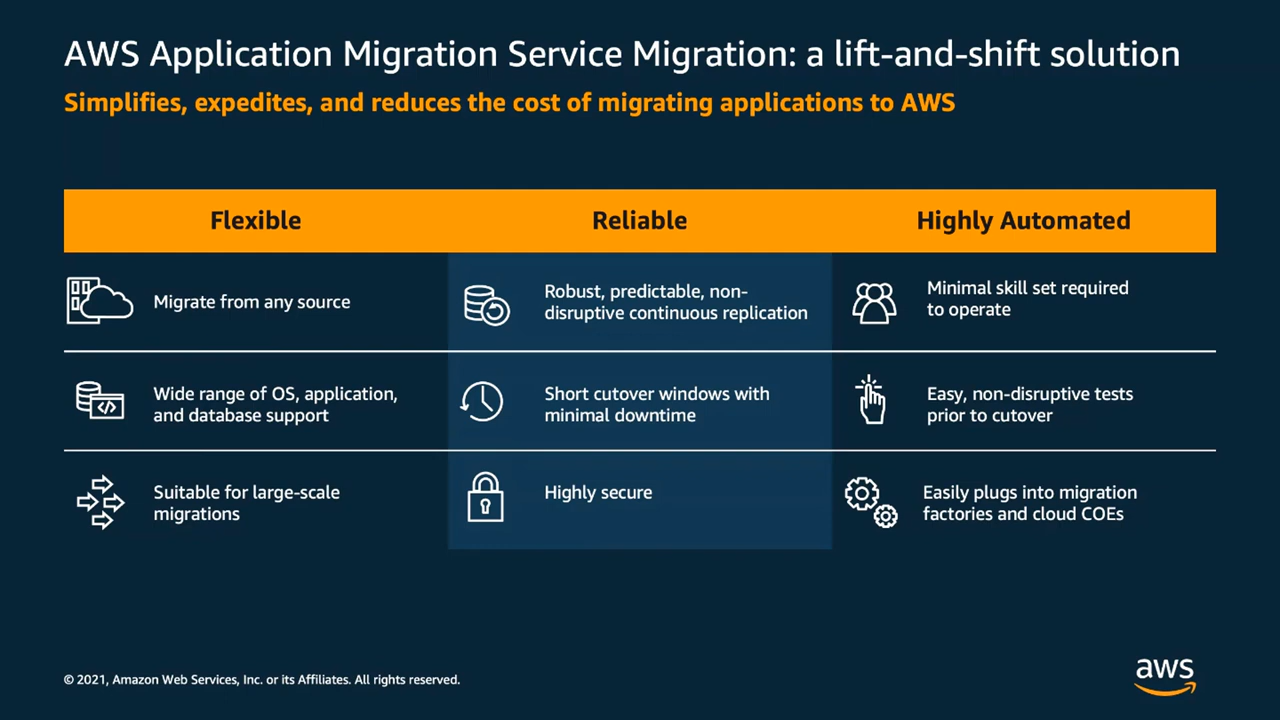 AWS Application Migration Service Migration: a lift-and-shift solution
Simplifies, expedites, and reduces the cost of migrating applications to AWS
Flexible
Reliable
Highly Automated
Migrate from any source
Robust, predictable, non-
disruptive continuous replication
Minimal skill set required
to operate
Wide range of OS, application,
and database support
Short cutover windows with
minimal downtime
Easy, non-disruptive tests
prior to cutover
Suitable for large-scale
migrations
Highly secure
Easily plugs into migration
factories and cloud COEs
© 2021, Amazon Web Services, Inc. or its Affiliates. All rights reserved.
aws